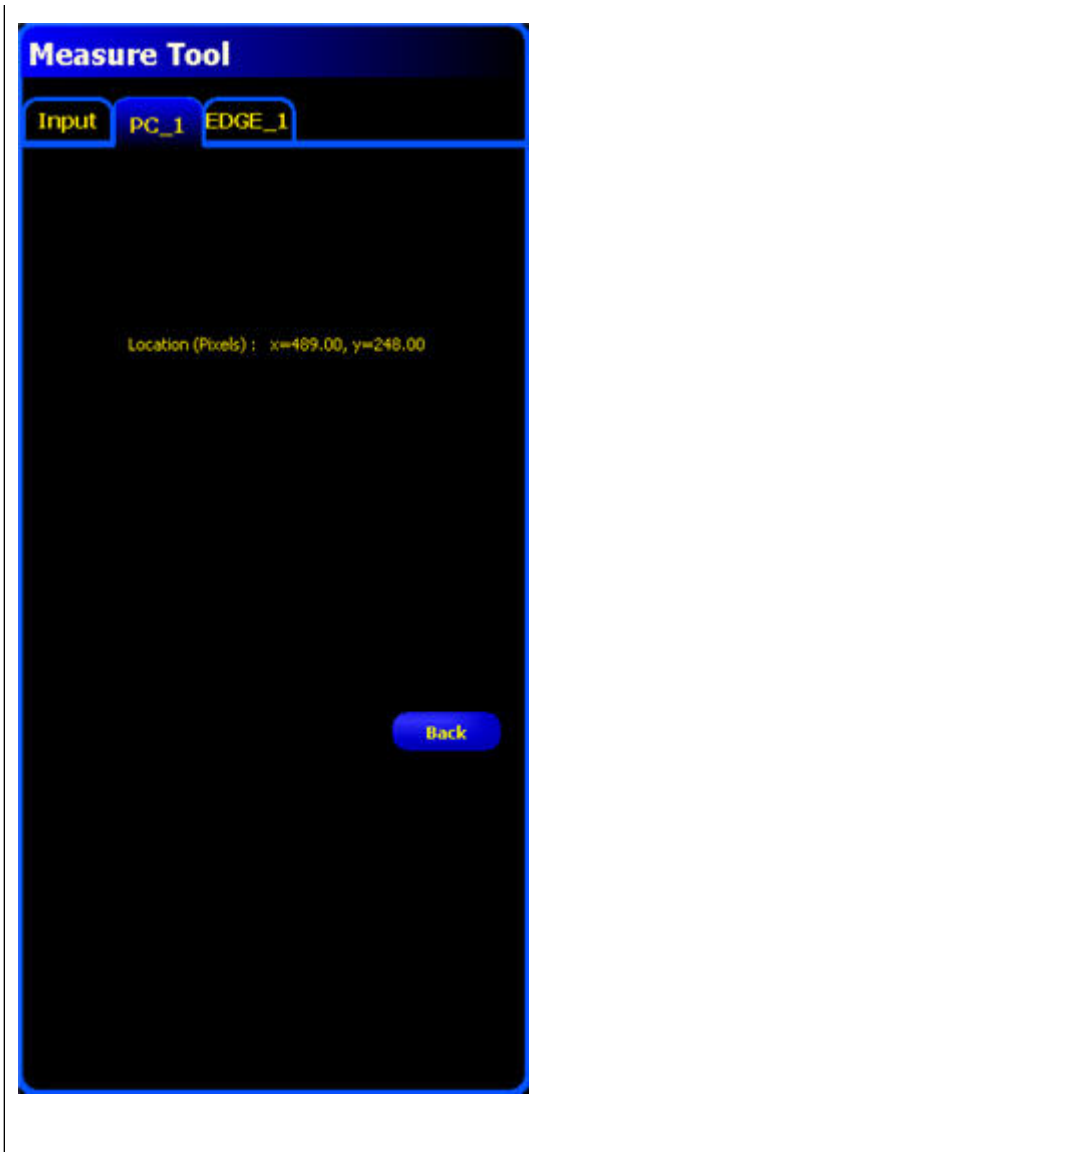 Measure Tool
Input PC_1 EDGE_1
Location (Pixels) : x=489.00, y=248.00
Back